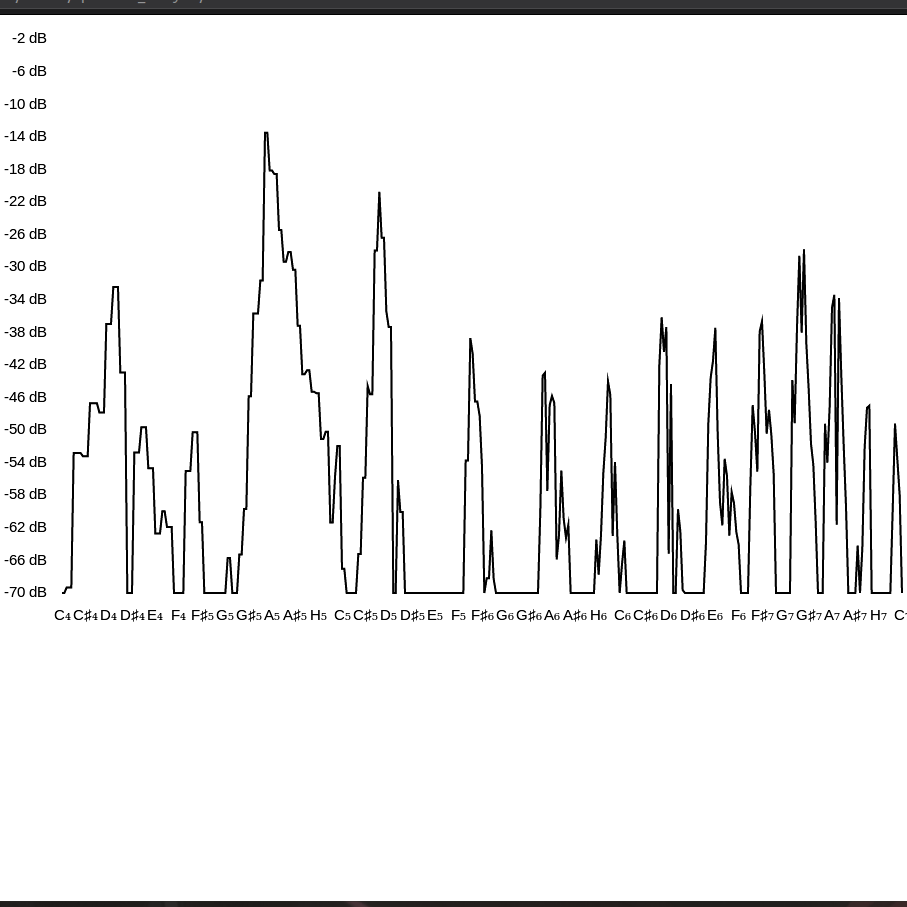 -2 dB
-6 dB
-10 dB
-14 dB
-18 dB
-22 dB
-26 dB
-30 dB
-34 dB
-38 dB
-42 dB
-46 dB
-50 dB
-54 dB
-58 dB
-62 dB
-66 dB
-70 dB
C₄ C♯₄ D₄ D♯₄ E₄ F₄ F♯₅ G₅ G♯₅ A₅ A♯₅ H₅ C₅ C♯₅ D₅ D♯₅ E₅ F₅ F♯₆ G₆ G♯₆ A₆ A♯₆ H₆ C₆ C♯₆ D₆ D♯₆ E₆ F₆ F♯₇ G₇ G♯₇ A₇ A♯₇ H₇